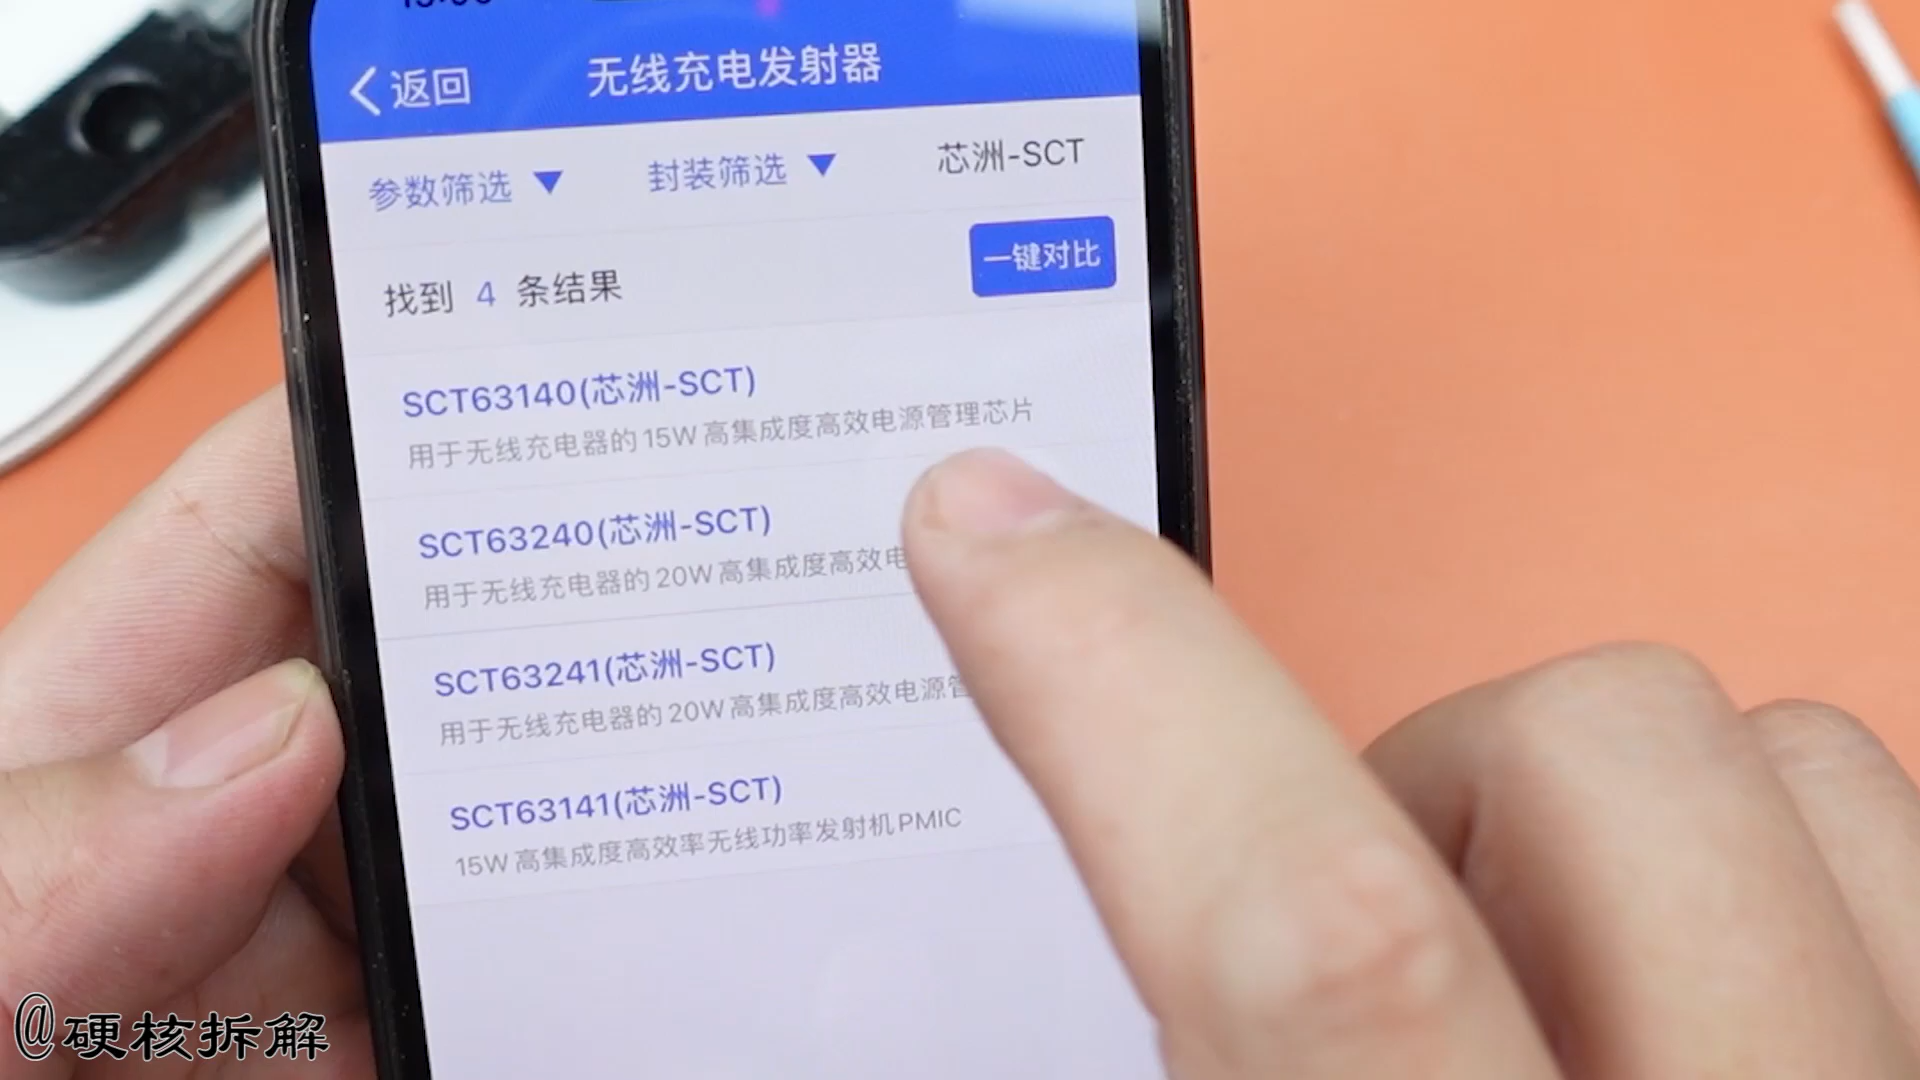 返回
无线充电发射器
参数筛选
封装筛选
芯洲-SCT
找到 4 条结果
一键对比
SCT63140(芯洲-SCT)
用于无线充电器的15W高集成度高效电源管理芯片
SCT63240(芯洲-SCT)
用于无线充电器的20W高集成度高效
SCT63241(芯洲-SCT)
用于无线充电器的20W高集成度高效电源
SCT63141(芯洲-SCT)
15W高集成度高效率无线功率发射机PMIC
@硬核拆解